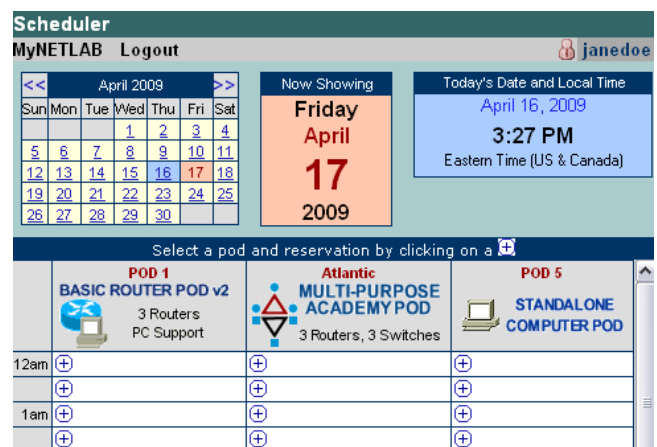 Scheduler
MyNETLAB Logout janedoe
<< April 2009 >>
Sun Mon Tue Wed Thu Fri Sat
1 2 3 4
5 6 7 8 9 10 11
12 13 14 15 16 17 18
19 20 21 22 23 24 25
26 27 28 29 30
Now Showing
Friday
April
17
2009
Today's Date and Local Time
April 16, 2009
3:27 PM
Eastern Time (US & Canada)
Select a pod and reservation by clicking on a
POD 1
BASIC ROUTER POD v2
3 Routers
PC Support
Atlantic
MULTI-PURPOSE
ACADEMY POD
3 Routers, 3 Switches
POD 5
STANDALONE
COMPUTER POD
12am
1am